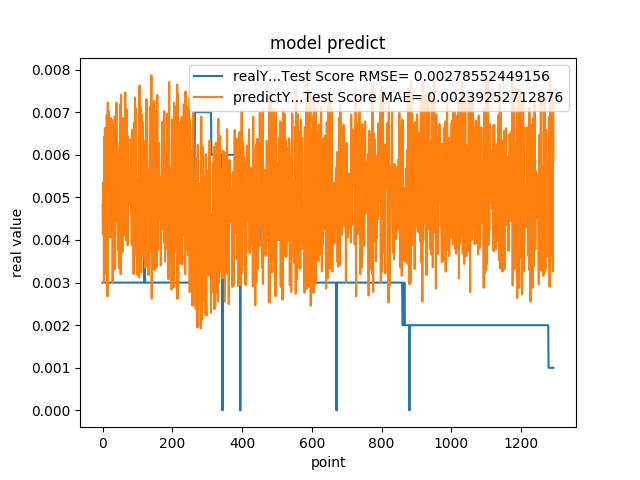 model predict
realY...Test Score RMSE= 0.00278552449156
predictY...Test Score MAE= 0.00239252712876
0.008
0.007
0.006
0.005
0.004
0.003
0.002
0.001
0.000
real value
0 200 400 600 800 1000 1200
point